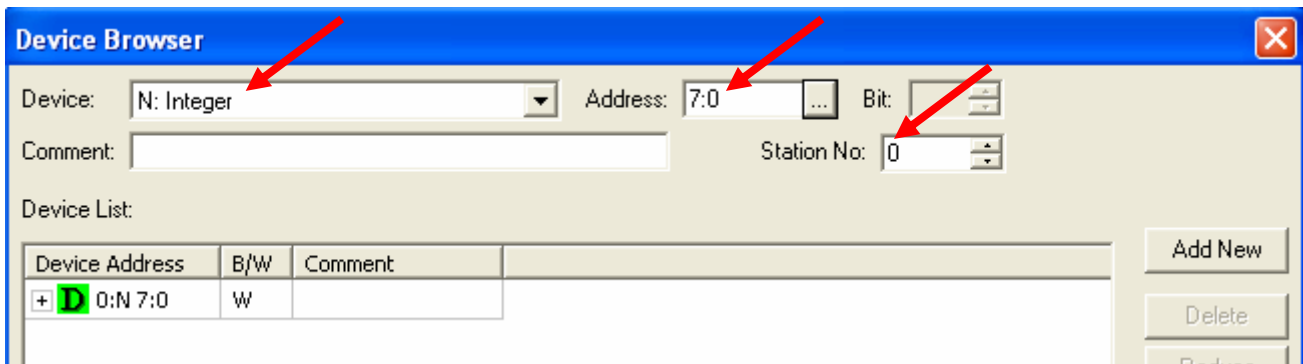 Device Browser
Device: N: Integer Address: 7:0 ... Bit:
Comment: Station No: 0
Device List:
Add New
Device Address B/W Comment
D 0:N 7:0 W
Delete